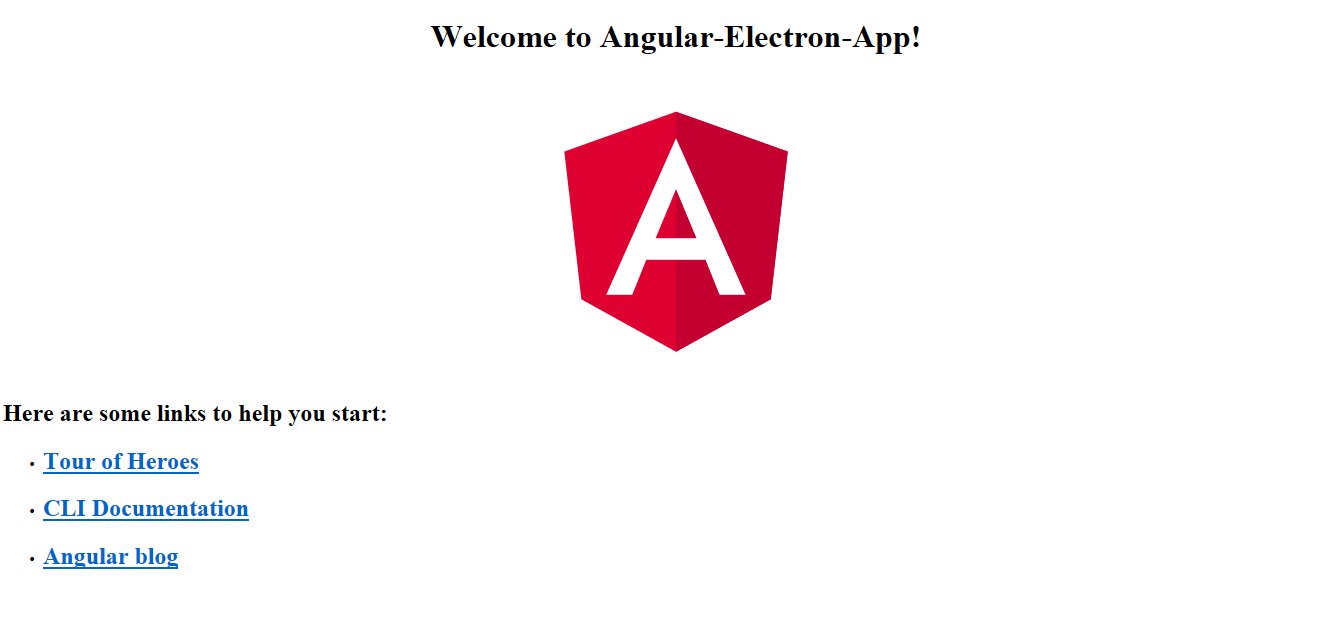 Welcome to Angular-Electron-App!
A
Here are some links to help you start:
Tour of Heroes
CLI Documentation
Angular blog